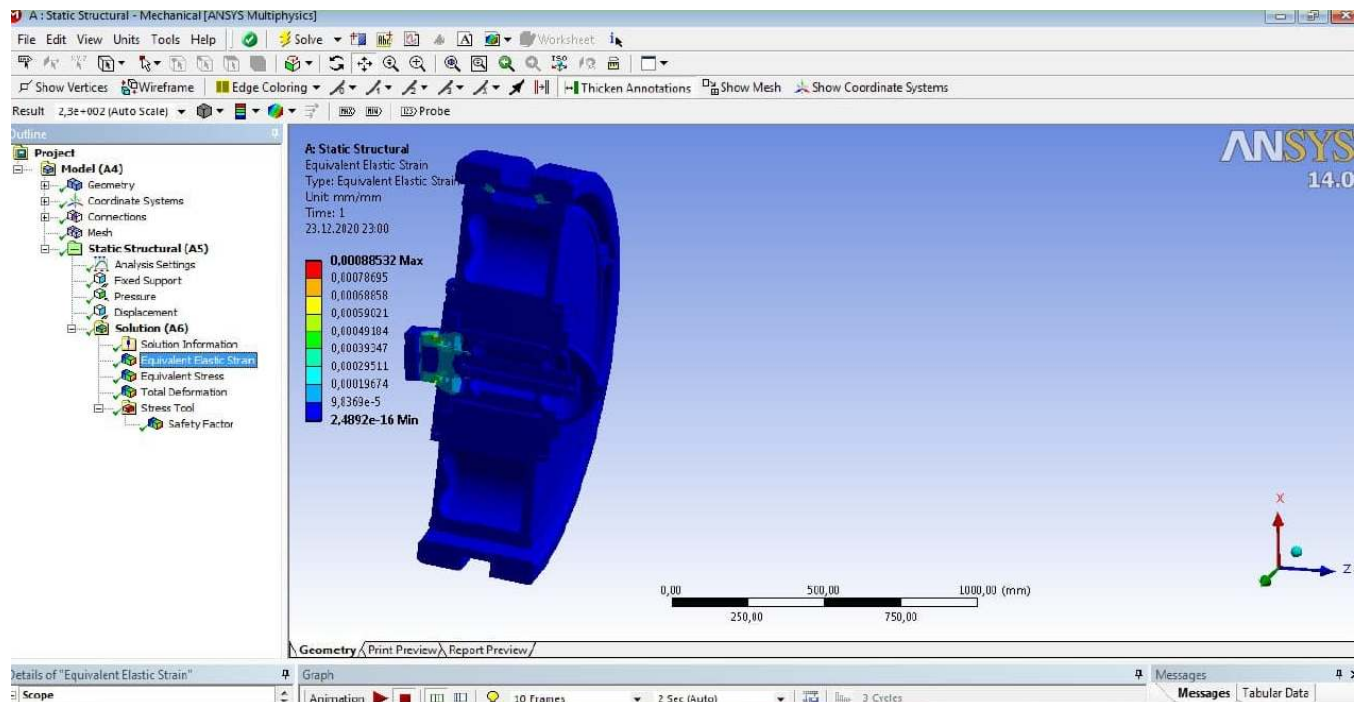 A : Static Structural - Mechanical [ANSYS Multiphysics]
File Edit View Units Tools Help Solve Worksheet
Show Vertices Wireframe Edge Coloring Thicken Annotations Show Mesh Show Coordinate Systems
Result 2,3e+002 (Auto Scale) Probe
Outline
Project
Model (A4)
Geometry
Coordinate Systems
Connections
Mesh
Static Structural (A5)
Analysis Settings
Fixed Support
Pressure
Displacement
Solution (A6)
Solution Information
Equivalent Elastic Strain
Equivalent Stress
Total Deformation
Stress Tool
Safety Factor
A: Static Structural
Equivalent Elastic Strain
Type: Equivalent Elastic Strain
Unit: mm/mm
Time: 1
23.12.2020 23:00
0,00088532 Max
0,00078695
0,00068858
0,00059021
0,00049184
0,00039347
0,00029511
0,00019674
9,8369e-5
2,4892e-16 Min
ANSYS
14.0
X
Z
0,00 500,00 1000,00 (mm)
250,00 750,00
Geometry Print Preview Report Preview
Details of "Equivalent Elastic Strain" Graph Messages
Scope Animation 10 Frames 2 Sec (Auto) 3 Cycles Messages Tabular Data